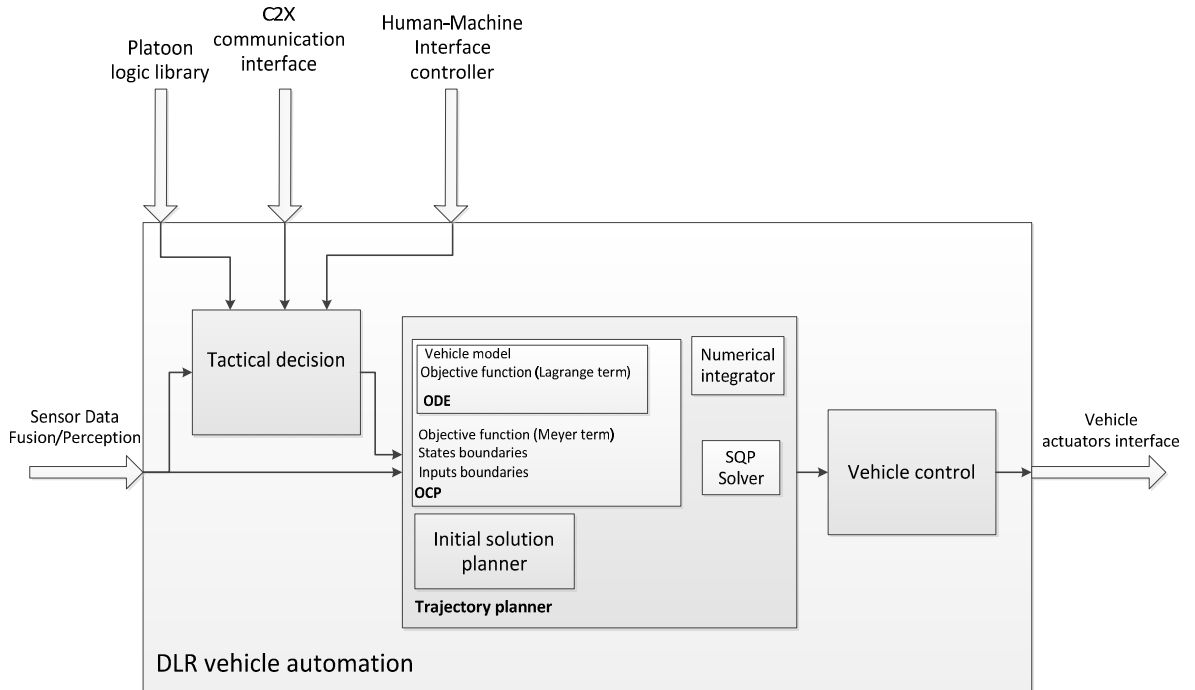 Platoon
logic library
C2X
communication
interface
Human-Machine
Interface
controller
Tactical decision
Sensor Data
Fusion/Perception
Vehicle model
Objective function (Lagrange term)
ODE
Objective function (Meyer term)
States boundaries
Inputs boundaries
OCP
Numerical
integrator
SQP
Solver
Initial solution
planner
Trajectory planner
Vehicle control
Vehicle
actuators interface
DLR vehicle automation